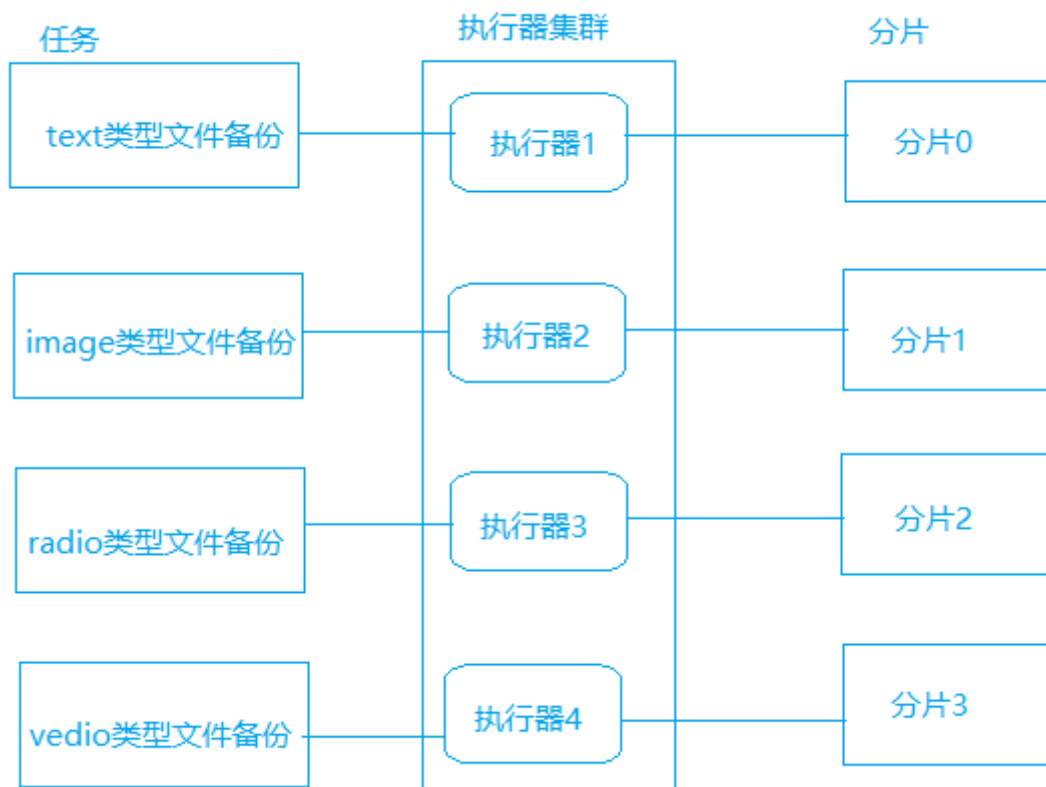 任务
执行器集群
分片
text类型文件备份
执行器1
分片0
image类型文件备份
执行器2
分片1
radio类型文件备份
执行器3
分片2
vedio类型文件备份
执行器4
分片3